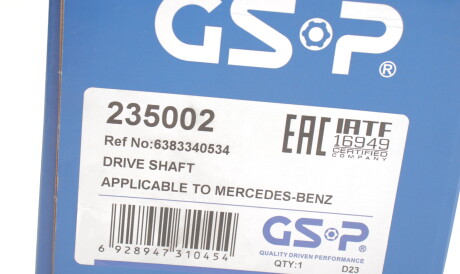 GSP®
235002
Ref No:6383340534
DRIVE SHAFT
APPLICABLE TO MERCEDES-BENZ
EAC
IATF
16949
CERTIFIED
COMPANY
6 928947 310454
GSP®
QUALITY DRIVEN PERFORMANCE
QTY:1
D23